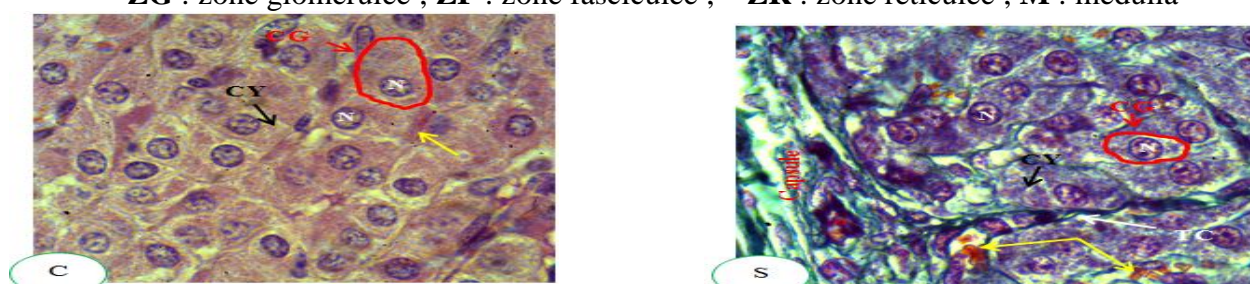 ZG : zone glomérulée ; ZF : zone fasciculée ; ZR : zone réticulée ; M : médulla
CG
N
CY
N
C
N
CG
N
CY
Capsule
TC
S